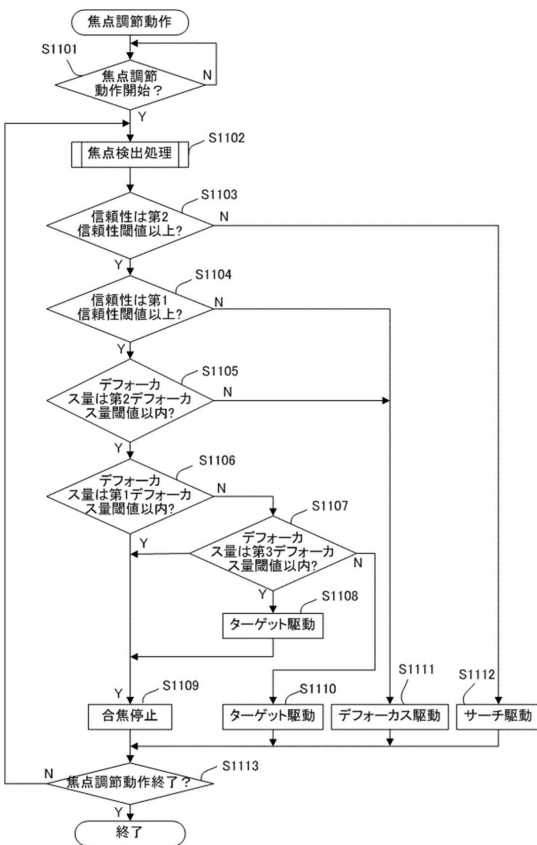 焦点調節動作
S1101
焦点調節
動作開始？
N
Y
焦点検出処理
S1102
S1103
信頼性は第2
信頼性閾値以上?
N
Y
S1104
信頼性は第1
信頼性閾値以上?
N
Y
S1105
デフォーカ
ス量は第2デフォーカ
ス量閾値以内?
N
Y
S1106
デフォーカ
ス量は第1デフォーカ
ス量閾値以内?
N
S1107
Y
デフォーカ
ス量は第3デフォーカ
ス量閾値以内?
N
Y
S1108
ターゲット駆動
Y
S1109
合焦停止
S1110
ターゲット駆動
S1111
デフォーカス駆動
S1112
サーチ駆動
N
焦点調節動作終了？
S1113
Y
終了